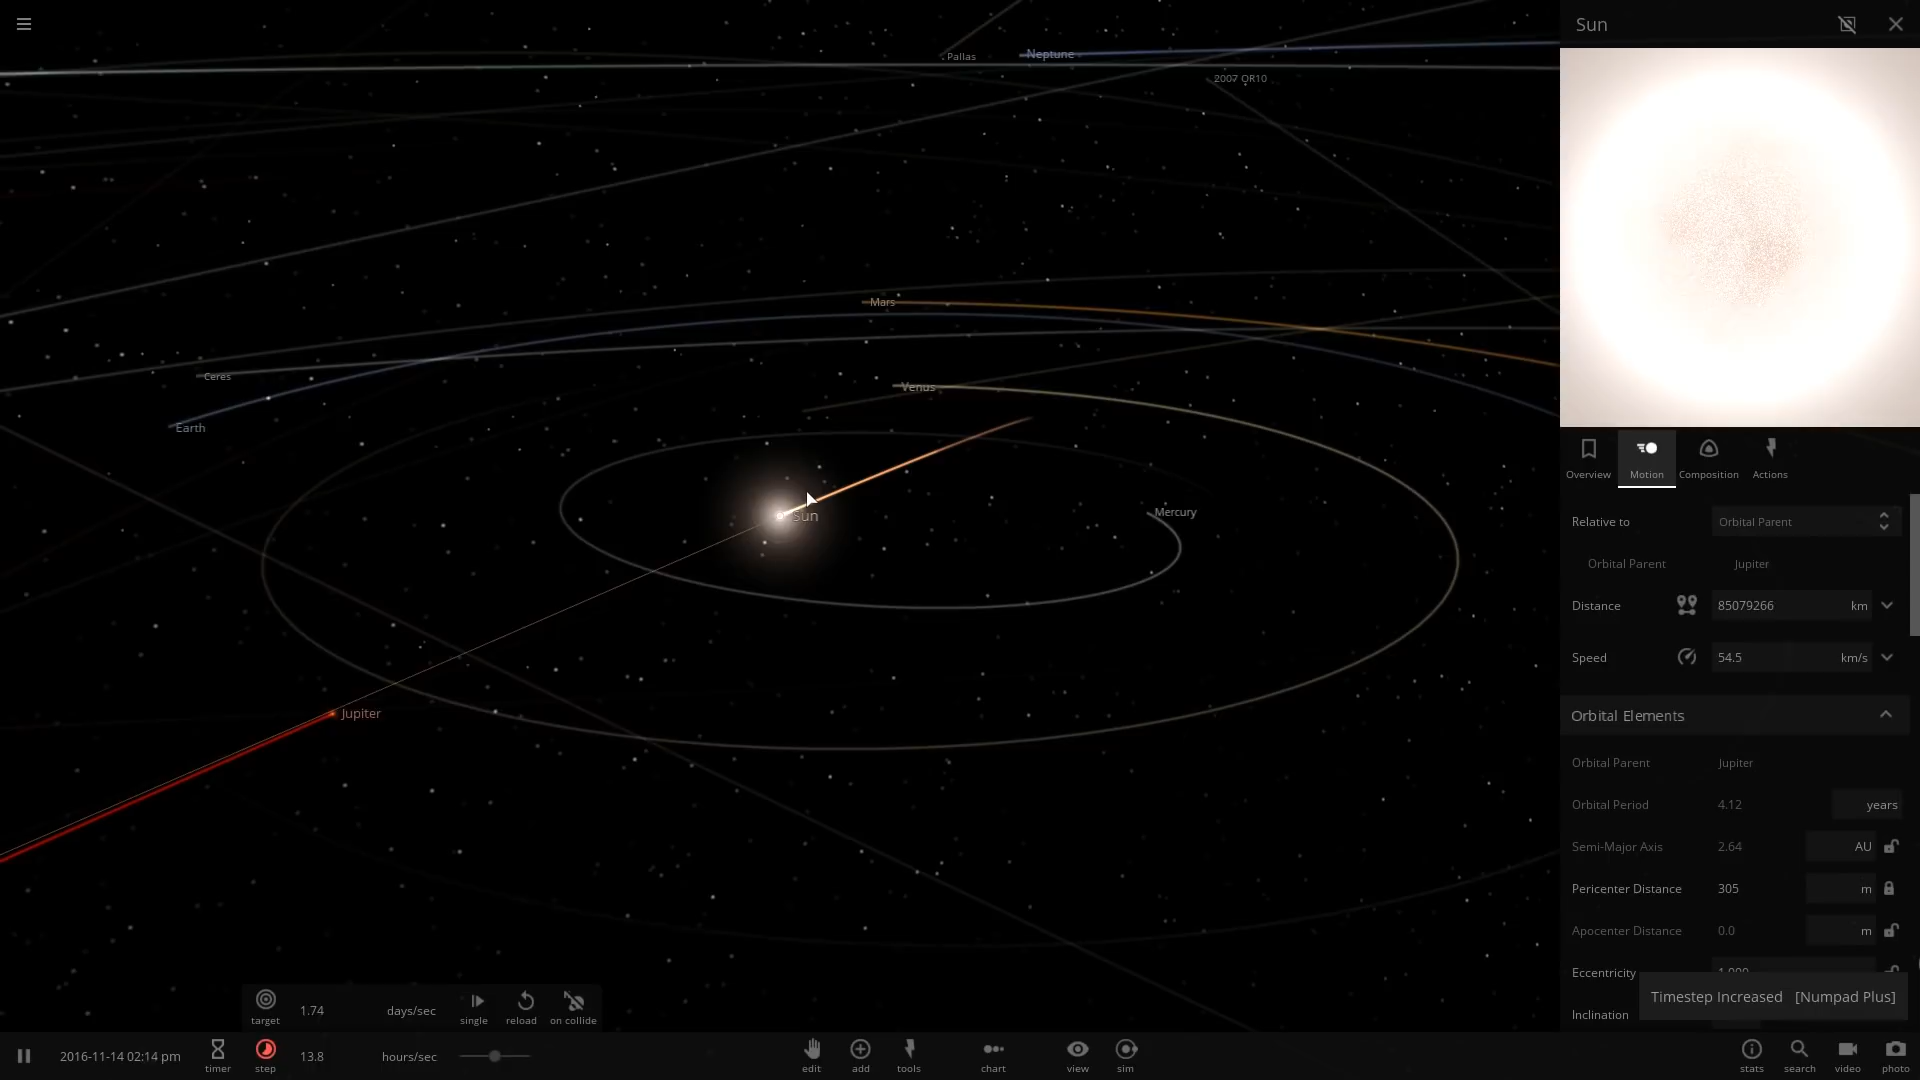 Sun
Pallas
Neptune
2007 OR10
Mars
Ceres
Venus
Earth
Sun
Mercury
Jupiter
Overview
Motion
Composition
Actions
Relative to
Orbital Parent
Orbital Parent
Jupiter
Distance
85079266
km
Speed
54.5
km/s
Orbital Elements
Orbital Parent
Jupiter
Orbital Period
4.12
years
Semi-Major Axis
2.64
AU
Pericenter Distance
305
m
Apocenter Distance
0.0
m
Eccentricity
1.000
Timestep Increased [Numpad Plus]
Inclination
target
1.74
days/sec
single
reload
on collide
2016-11-14 02:14 pm
timer
step
13.8
hours/sec
edit
add
tools
chart
view
sim
stats
search
video
photo